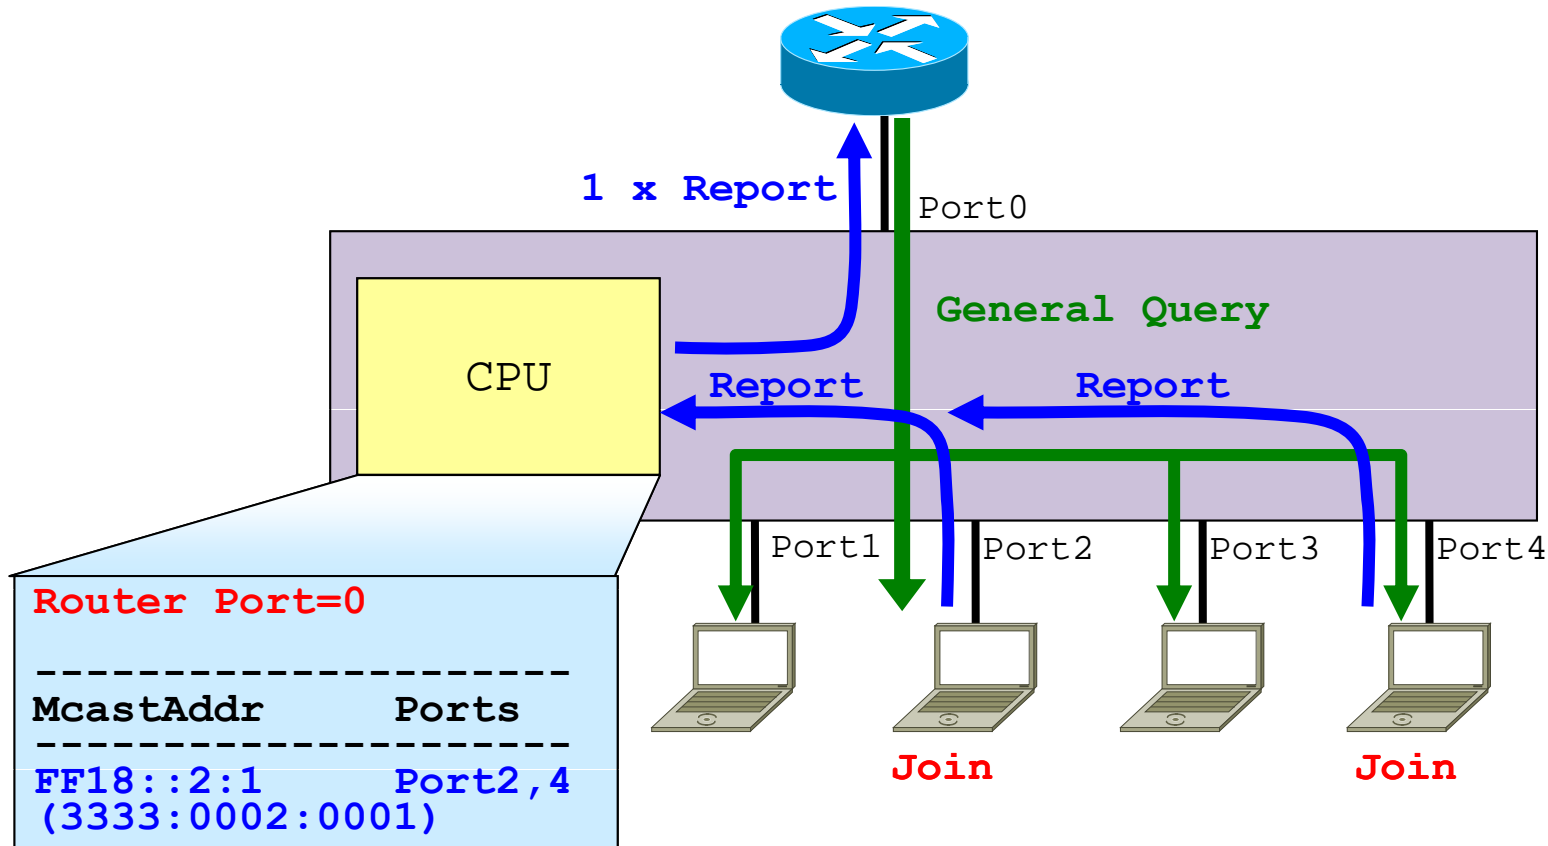 1 x Report
Port0
General Query
CPU
Report
Report
Port1
Port2
Port3
Port4
Router Port=0
---------------------
McastAddr Ports
---------------------
FF18::2:1 Port2,4
(3333:0002:0001)
Join
Join